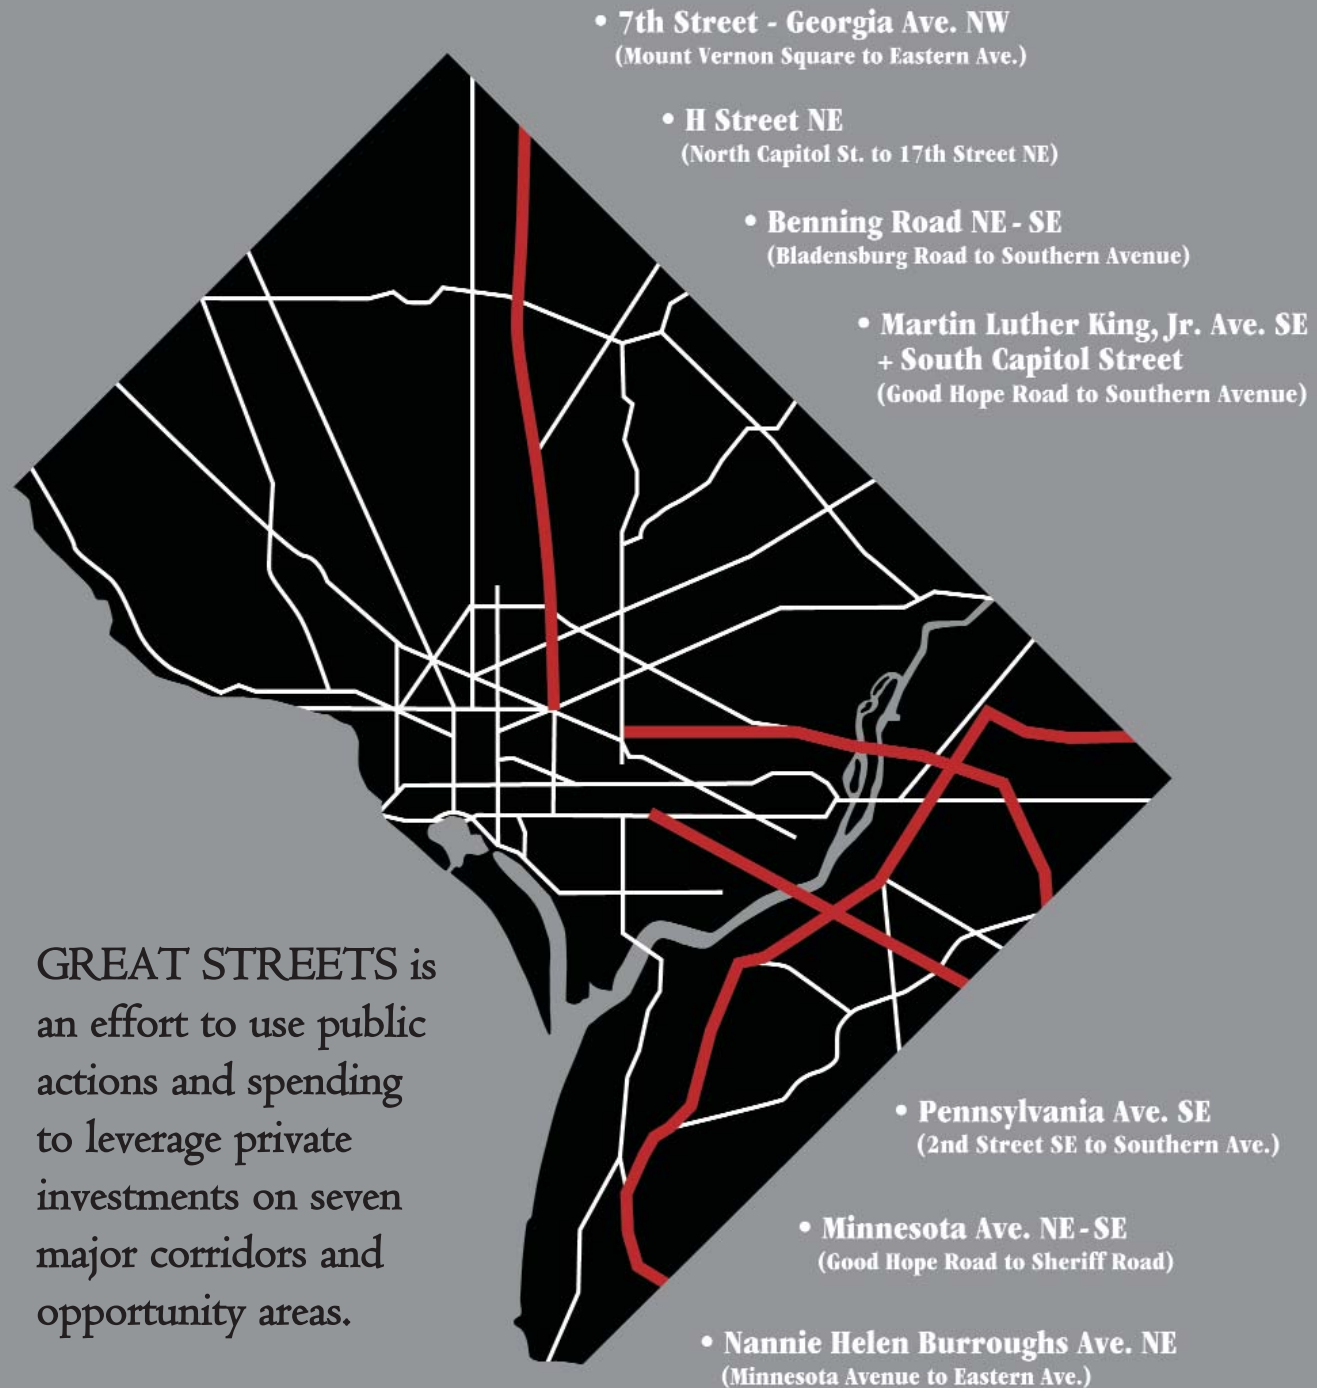 • 7th Street - Georgia Ave. NW
(Mount Vernon Square to Eastern Ave.)
• H Street NE
(North Capitol St. to 17th Street NE)
• Benning Road NE - SE
(Bladensburg Road to Southern Avenue)
• Martin Luther King, Jr. Ave. SE
+ South Capitol Street
(Good Hope Road to Southern Avenue)
GREAT STREETS is
an effort to use public
actions and spending
to leverage private
investments on seven
major corridors and
opportunity areas.
• Pennsylvania Ave. SE
(2nd Street SE to Southern Ave.)
• Minnesota Ave. NE - SE
(Good Hope Road to Sheriff Road)
• Nannie Helen Burroughs Ave. NE
(Minnesota Avenue to Eastern Ave.)